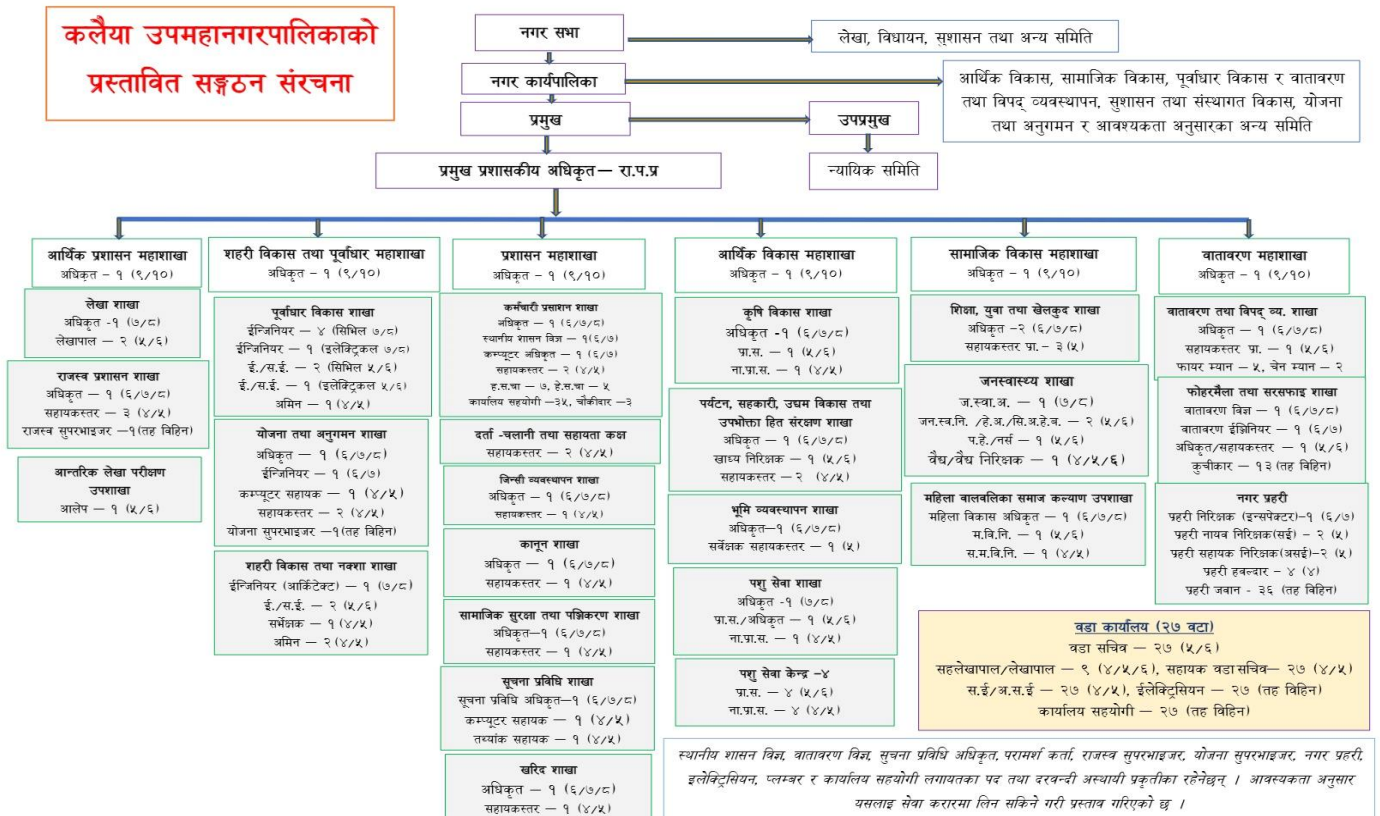 कलैया उपमहानगरपालिकाको
प्रस्तावित सङ्गठन संरचना
नगर सभा
लेखा, विधायन, सुशासन तथा अन्य समिति
नगर कार्यपालिका
आर्थिक विकास, सामाजिक विकास, पूर्वाधार विकास र वातावरण
तथा विपद् व्यवस्थापन, सुशासन तथा संस्थागत विकास, योजना
तथा अनुगमन र आवश्यकता अनुसारका अन्य समिति
प्रमुख
उपप्रमुख
प्रमुख प्रशासकीय अधिकृत— रा.प.प्र
न्यायिक समिति
आर्थिक प्रशासन महाशाखा
अधिकृत - १ (९/१०)
लेखा शाखा
अधिकृत -१ (७/८)
लेखापाल — २ (५/६)
राजस्व प्रशासन शाखा
अधिकृत — १ (६/७/८)
सहायकस्तर — ३ (४/५)
राजस्व सुपरभाइजर —१(तह विहिन)
आन्तरिक लेखा परीक्षण
उपशाखा
आलेप — १ (५/६)
शहरी विकास तथा पूर्वाधार महाशाखा
अधिकृत - १ (९/१०)
पूर्वाधार विकास शाखा
ईन्जिनियर — ४ (सिभिल ७/८)
ईन्जिनियर — १ (इलेक्ट्रिकल ७/८)
ई./स.ई. — २ (सिभिल ५/६)
ई./स.ई. — १ (इलेक्ट्रिकल ५/६)
अमिन — १ (४/५)
योजना तथा अनुगमन शाखा
अधिकृत — १ (६/७/८)
ईन्जिनियर — १ (६/७)
कम्प्यूटर सहायक — १ (४/५)
सहायकस्तर — २ (४/५)
योजना सुपरभाइजर —१(तह विहिन)
शहरी विकास तथा नक्शा शाखा
ईन्जिनियर (आर्किटेक्ट) — १ (७/८)
ई./स.ई. — २ (५/६)
सर्भेक्षक — १ (४/५)
अमिन — २ (४/५)
प्रशासन महाशाखा
अधिकृत - १ (९/१०)
कर्मचारी प्रसाशन शाखा
अधिकृत — १ (६/७/८)
स्थानीय शासन विज्ञ — १(६/७)
कम्प्यूटर अधिकृत — १ (६/७)
सहायकस्तर — २ (४/५)
ह.स.चा — ७, हे.स.चा — ५
कार्यालय सहयोगी —३५, चौकीदार —३
दर्ता -चलानी तथा सहायता कक्ष
सहायकस्तर — २ (४/५)
जिन्सी व्यवस्थापन शाखा
अधिकृत — १ (६/७/८)
सहायकस्तर — १ (४/५)
कानून शाखा
अधिकृत — १ (६/७/८)
सहायकस्तर — १ (४/५)
सामाजिक सुरक्षा तथा पञ्जिकरण शाखा
अधिकृत—१ (६/७/८)
सहायकस्तर — १ (४/५)
सूचना प्रविधि शाखा
सूचना प्रविधि अधिकृत—१ (६/७/८)
कम्प्यूटर सहायक — १ (४/५)
तथ्यांक सहायक — १ (४/५)
खरिद शाखा
अधिकृत — १ (६/७/८)
सहायकस्तर — १ (४/५)
आर्थिक विकास महाशाखा
अधिकृत - १ (९/१०)
कृषि विकास शाखा
अधिकृत -१ (६/७/८)
प्रा.स. — १ (५/६)
ना.प्रा.स. — १ (४/५)
पर्यटन, सहकारी, उद्यम विकास तथा
उपभोक्ता हित संरक्षण शाखा
अधिकृत — १ (६/७/८)
खाद्य निरिक्षक — १ (५/६)
सहायकस्तर — २ (४/५)
भूमि व्यवस्थापन शाखा
अधिकृत—१ (६/७/८)
सर्वेक्षक सहायकस्तर — १ (५)
पशु सेवा शाखा
अधिकृत -१ (७/८)
प्रा.स./अधिकृत — १ (५/६)
ना.प्रा.स. — १ (४/५)
पशु सेवा केन्द्र —४
प्रा.स. — ४ (५/६)
ना.प्रा.स. — ४ (४/५)
सामाजिक विकास महाशाखा
अधिकृत - १ (९/१०)
शिक्षा, युवा तथा खेलकुद शाखा
अधिकृत -२ (६/७/८)
सहायकस्तर प्रा. - ३ (५)
जनस्वास्थ्य शाखा
ज.स्वा.अ. — १ (७/८)
जन.स्व.नि. /हे.अ./सि.अ.हे.ब. — २ (५/६)
प.हे./नर्स — १ (५/६)
वैद्य/वैद्य निरिक्षक — १ (४/५/६)
महिला वालवलिका समाज कल्याण उपशाखा
महिला विकास अधिकृत — १ (६/७/८)
म.वि.नि. — १ (५/६)
स.म.वि.नि. — १ (४/५)
वातावरण महाशाखा
अधिकृत - १ (९/१०)
वातावरण तथा विपद् व्य. शाखा
अधिकृत — १ (६/७/८)
सहायकस्तर प्रा. — १ (५/६)
फायर म्यान — ५, चेन म्यान — २
फोहरमैला तथा सरसफाइ शाखा
वातावरण विज्ञ — १ (६/७/८)
वातावरण ईञ्जिनियर — १ (६/७)
अधिकृत/सहायकस्तर — १ (५/६)
कुचीकार — १३ (तह विहिन)
नगर प्रहरी
प्रहरी निरिक्षक (इन्सपेक्टर)-१ (६/७)
प्रहरी नायव निरिक्षक(सई) - २ (५)
प्रहरी सहायक निरिक्षक(असई)-२ (५)
प्रहरी हवल्दार - ४ (४)
प्रहरी जवान - ३६ (तह विहिन)
वडा कार्यालय (२७ वटा)
वडा सचिव — २७ (५/६)
सहलेखापाल/लेखापाल — ९ (४/५/६), सहायक वडा सचिव— २७ (४/५)
स.ई/अ.स.ई — २७ (४/५), ईलेक्ट्रिसियन — २७ (तह विहिन)
कार्यालय सहयोगी — २७ (तह विहिन)
स्थानीय शासन विज्ञ, वातावरण विज्ञ, सुचना प्रविधि अधिकृत, परामर्श कर्ता, राजस्व सुपरभाइजर, योजना सुपरभाइजर, नगर प्रहरी,
इलेक्ट्रिसियन, प्लम्बर र कार्यालय सहयोगी लगायतका पद तथा दरवन्दी अस्थायी प्रकृतीका रहेनेछन् । आवस्यकता अनुसार
यसलाइ सेवा करारमा लिन सकिने गरी प्रस्ताव गरिएको छ ।